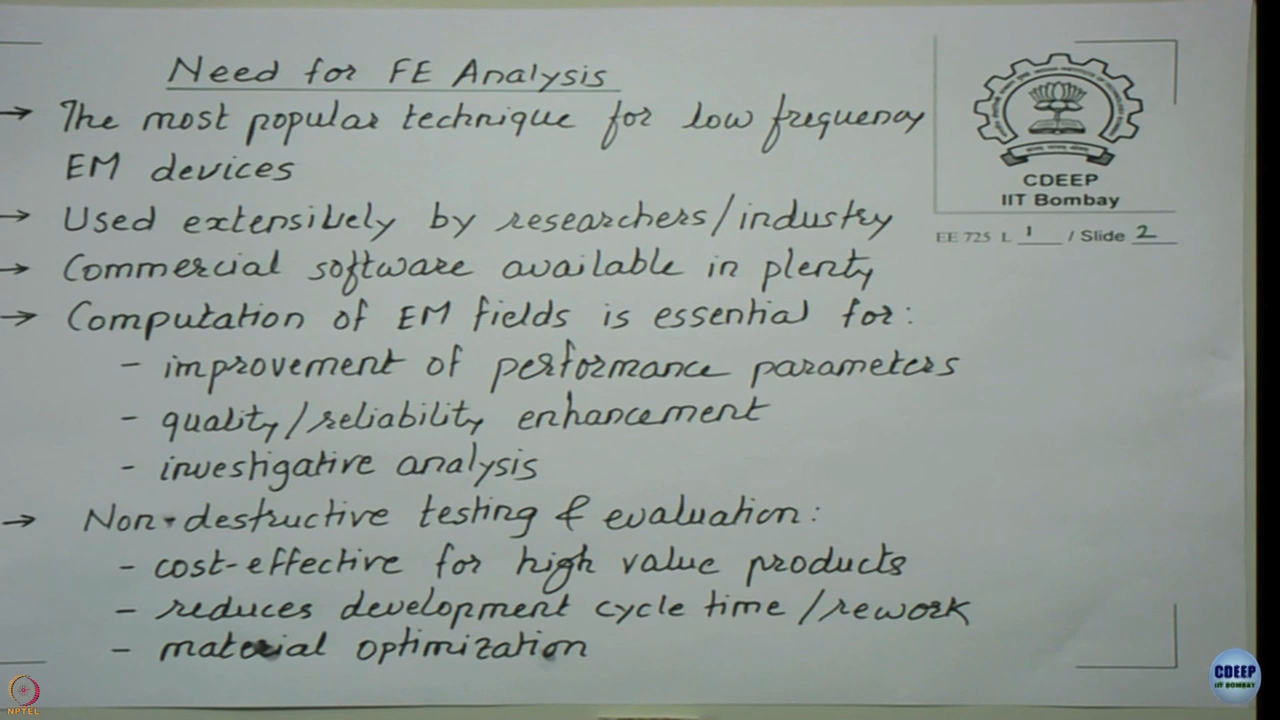 Need for FE Analysis
→ The most popular technique for low frequency
EM devices
→ Used extensively by researchers/industry
→ Commercial software available in plenty
→ Computation of EM fields is essential for:
- improvement of performance parameters
- quality/reliability enhancement
- investigative analysis
→ Non-destructive testing & evaluation:
- cost-effective for high value products
- reduces development cycle time/rework
- material optimization
CDEEP
IIT Bombay
EE 725 L 1 / Slide 2
NPTEL
CDEEP
IIT BOMBAY